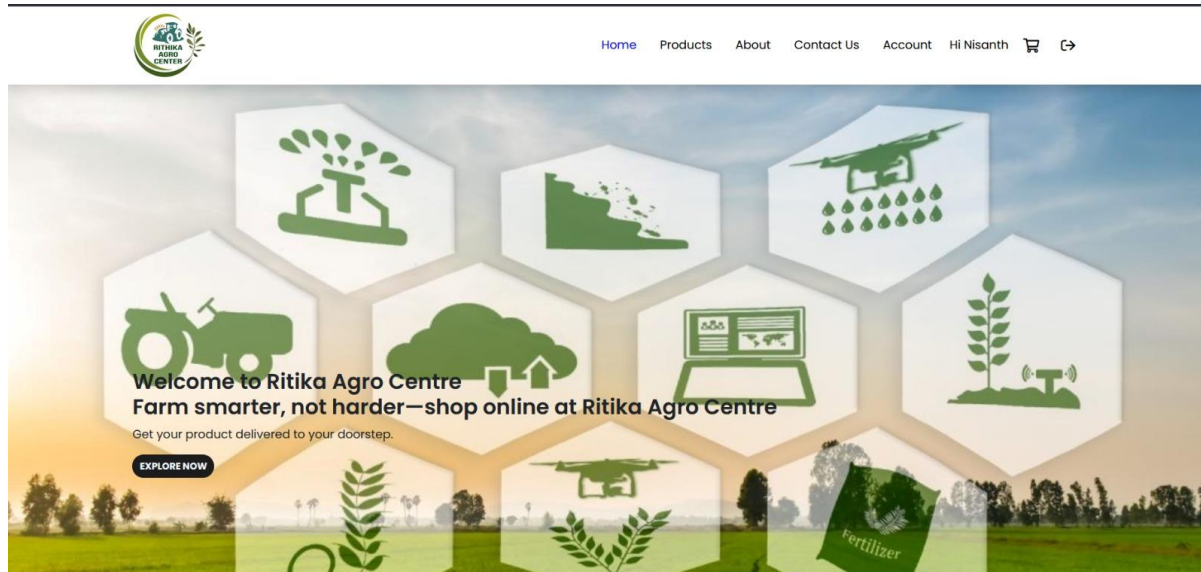 RITHIKA
AGRO
CENTER
Home Products About Contact Us Account Hi Nisanth
Welcome to Ritika Agro Centre
Farm smarter, not harder—shop online at Ritika Agro Centre
Get your product delivered to your doorstep.
EXPLORE NOW
Fertilizer